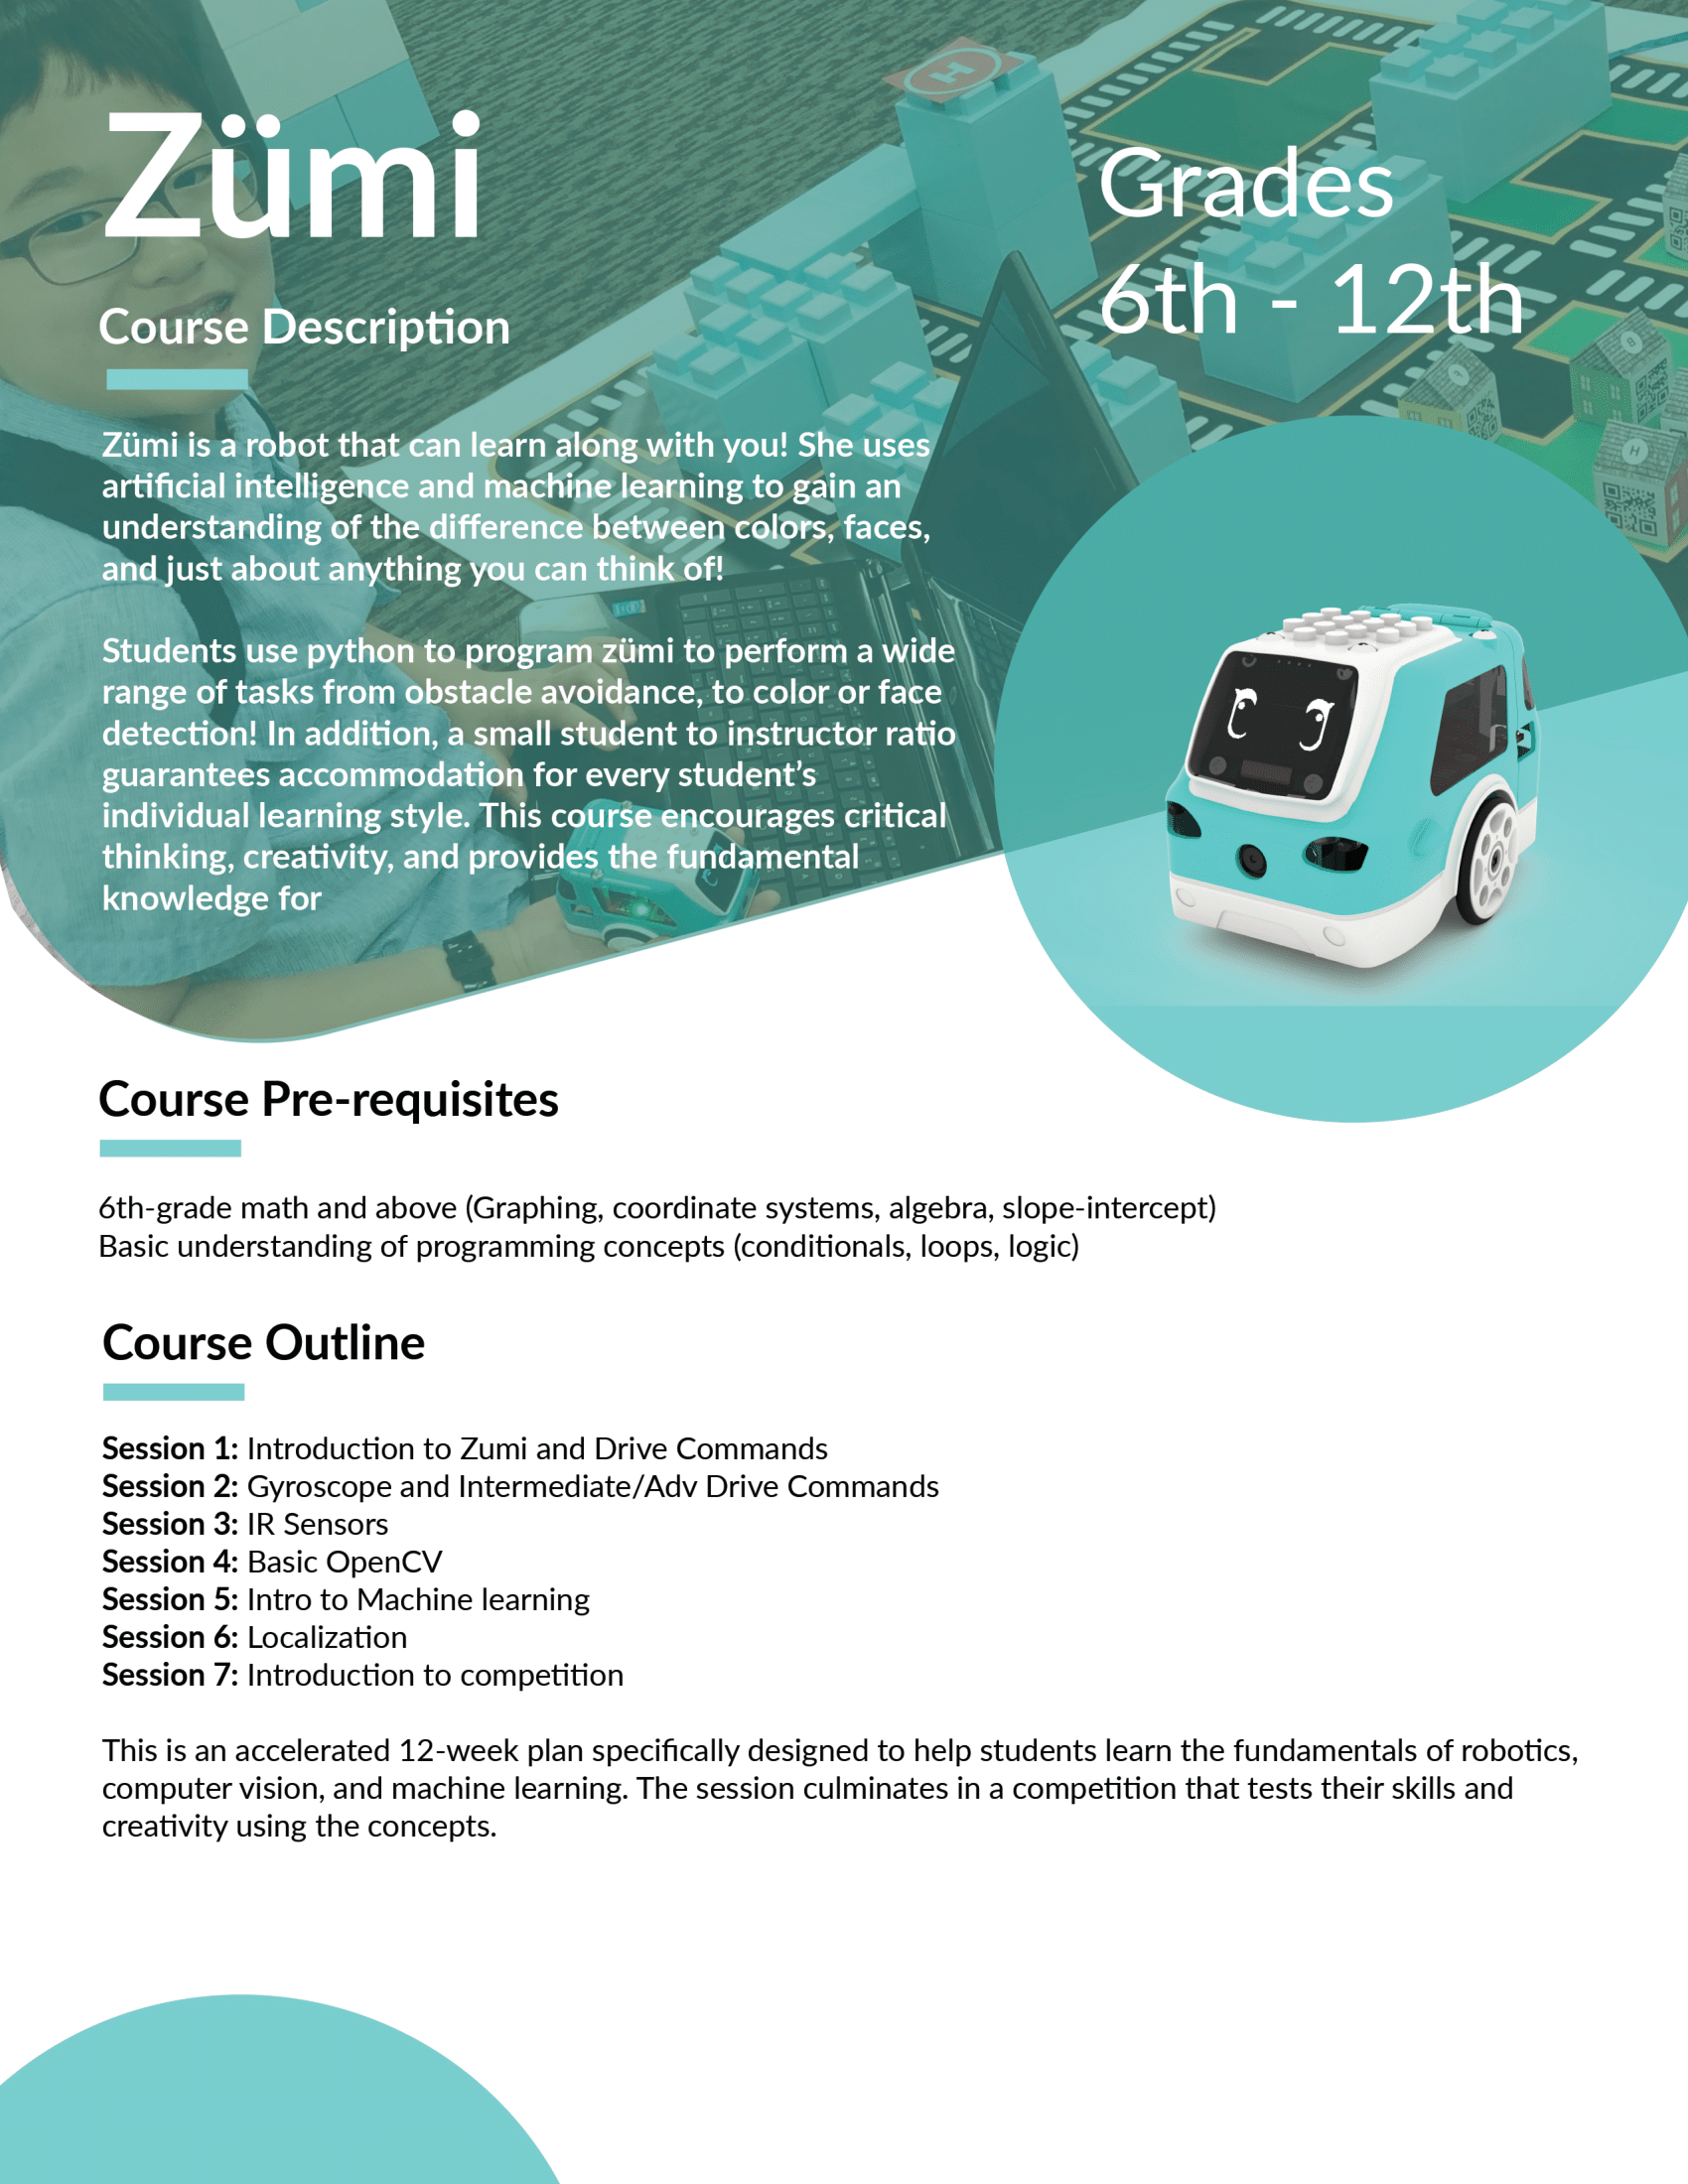 Zümi
Grades
6th - 12th
Course Description
Zümi is a robot that can learn along with you! She uses
artificial intelligence and machine learning to gain an
understanding of the difference between colors, faces,
and just about anything you can think of!
Students use python to program zümi to perform a wide
range of tasks from obstacle avoidance, to color or face
detection! In addition, a small student to instructor ratio
guarantees accommodation for every student’s
individual learning style. This course encourages critical
thinking, creativity, and provides the fundamental
knowledge for
H
B
H
Course Pre-requisites
6th-grade math and above (Graphing, coordinate systems, algebra, slope-intercept)
Basic understanding of programming concepts (conditionals, loops, logic)
Course Outline
Session 1: Introduction to Zumi and Drive Commands
Session 2: Gyroscope and Intermediate/Adv Drive Commands
Session 3: IR Sensors
Session 4: Basic OpenCV
Session 5: Intro to Machine learning
Session 6: Localization
Session 7: Introduction to competition
This is an accelerated 12-week plan specifically designed to help students learn the fundamentals of robotics,
computer vision, and machine learning. The session culminates in a competition that tests their skills and
creativity using the concepts.